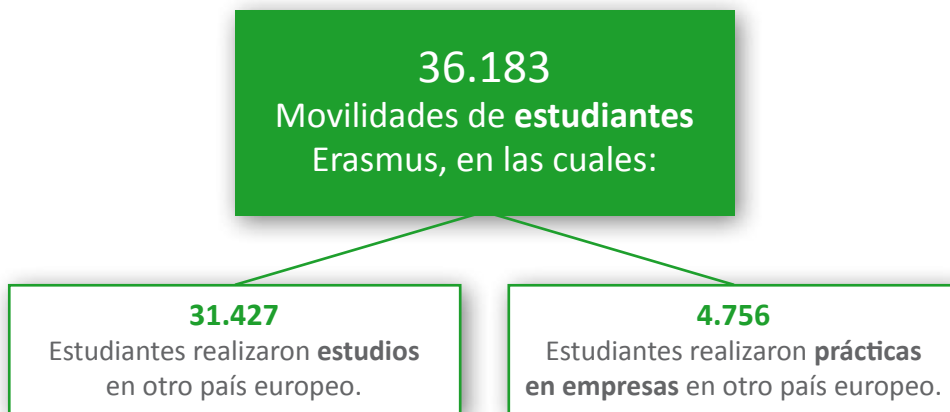 36.183
Movilidades de estudiantes
Erasmus, en las cuales:
31.427
Estudiantes realizaron estudios
en otro país europeo.
4.756
Estudiantes realizaron prácticas
en empresas en otro país europeo.